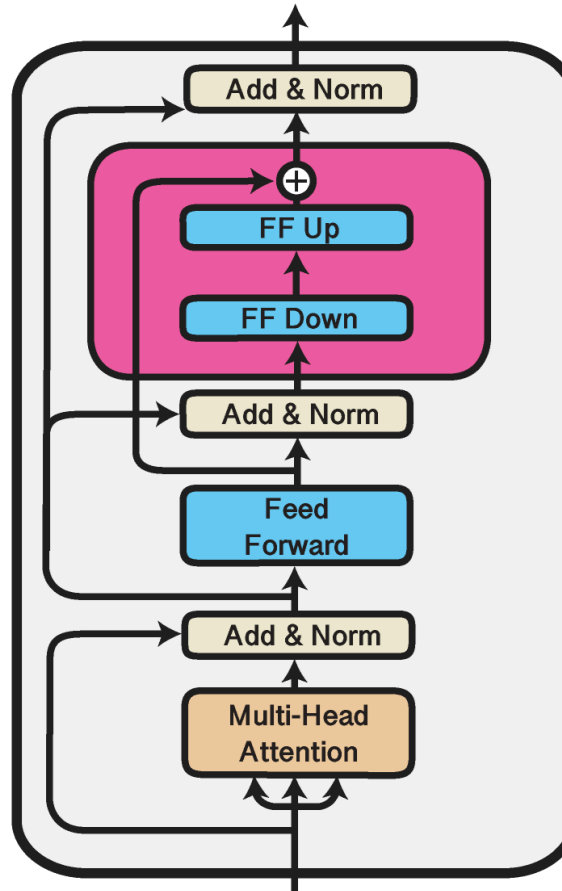 Add & Norm
+
FF Up
FF Down
Add & Norm
Feed
Forward
Add & Norm
Multi-Head
Attention